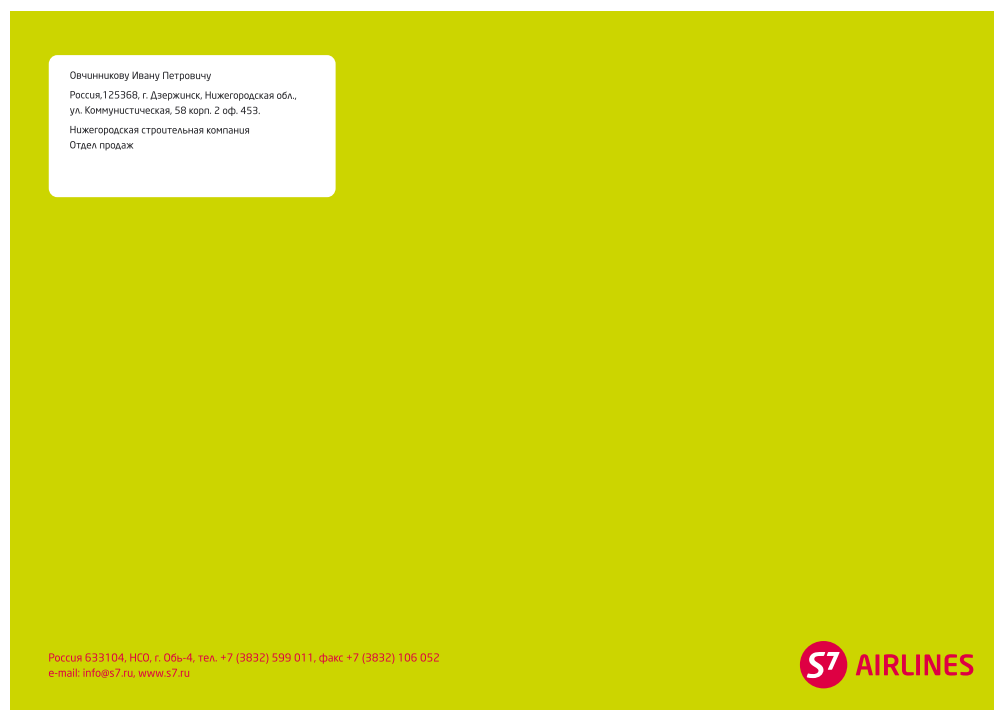 Овчинникову Ивану Петровичу
Россия,125368, г. Дзержинск, Нижегородская обл.,
ул. Коммунистическая, 58 корп. 2 оф. 453.
Нижегородская строительная компания
Отдел продаж
Россия 633104, НСО, г. Обь-4, тел. +7 (3832) 599 011, факс +7 (3832) 106 052
e-mail: info@s7.ru, www.s7.ru
S7 AIRLINES